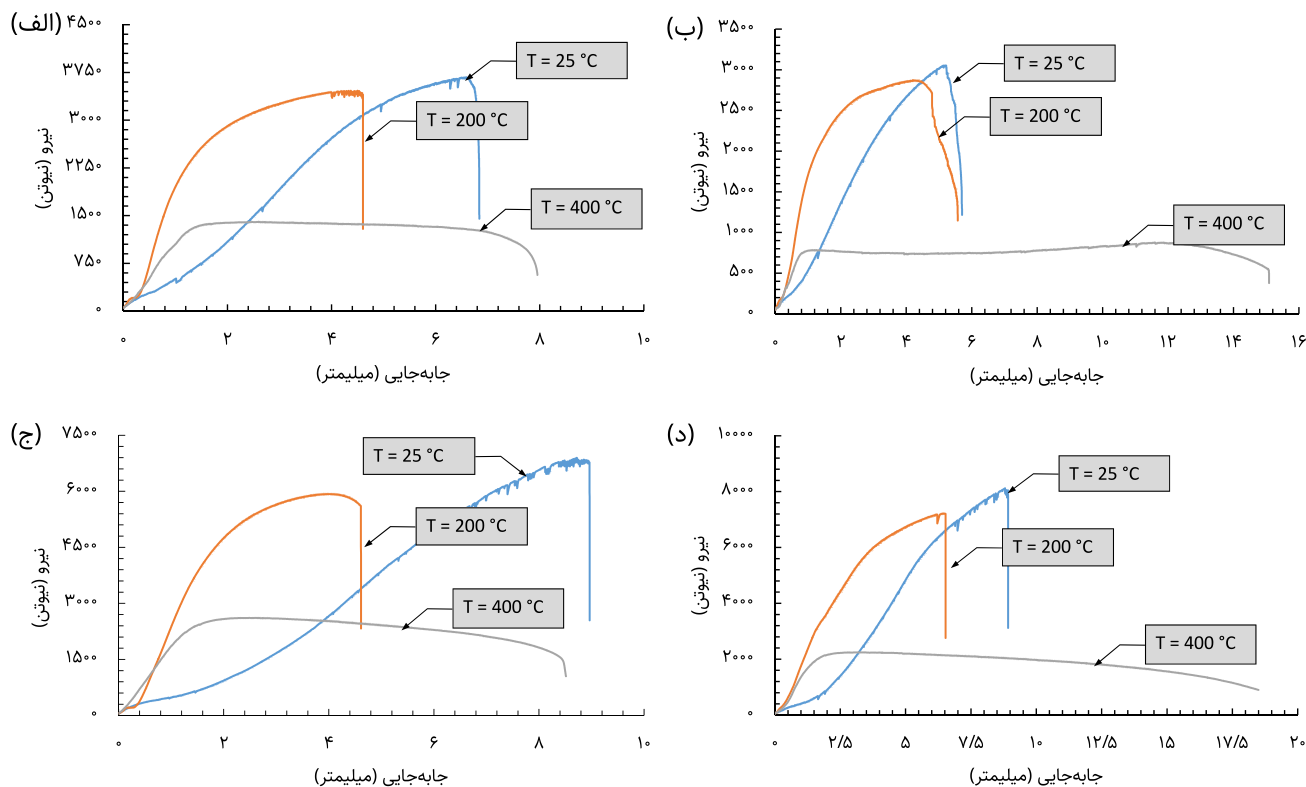 (الف)
۴۵۰۰
۳۷۵۰
۳۰۰۰
۲۲۵۰
۱۵۰۰
۷۵۰
۰
نیرو (نیوتن)
T = 25 °C
T = 200 °C
T = 400 °C
۰ ۲ ۴ ۶ ۸ ۱۰
جابه‌جایی (میلیمتر)
(ب)
۳۵۰۰
۳۰۰۰
۲۵۰۰
۲۰۰۰
۱۵۰۰
۱۰۰۰
۵۰۰
۰
نیرو (نیوتن)
T = 25 °C
T = 200 °C
T = 400 °C
۰ ۲ ۴ ۶ ۸ ۱۰ ۱۲ ۱۴ ۱۶
جابه‌جایی (میلیمتر)
(ج)
۷۵۰۰
۶۰۰۰
۴۵۰۰
۳۰۰۰
۱۵۰۰
۰
نیرو (نیوتن)
T = 25 °C
T = 200 °C
T = 400 °C
۰ ۲ ۴ ۶ ۸ ۱۰
جابه‌جایی (میلیمتر)
(د)
۱۰۰۰۰
۸۰۰۰
۶۰۰۰
۴۰۰۰
۲۰۰۰
۰
نیرو (نیوتن)
T = 25 °C
T = 200 °C
T = 400 °C
۰ ۲/۵ ۵ ۷/۵ ۱۰ ۱۲/۵ ۱۵ ۱۷/۵ ۲۰
جابه‌جایی (میلیمتر)